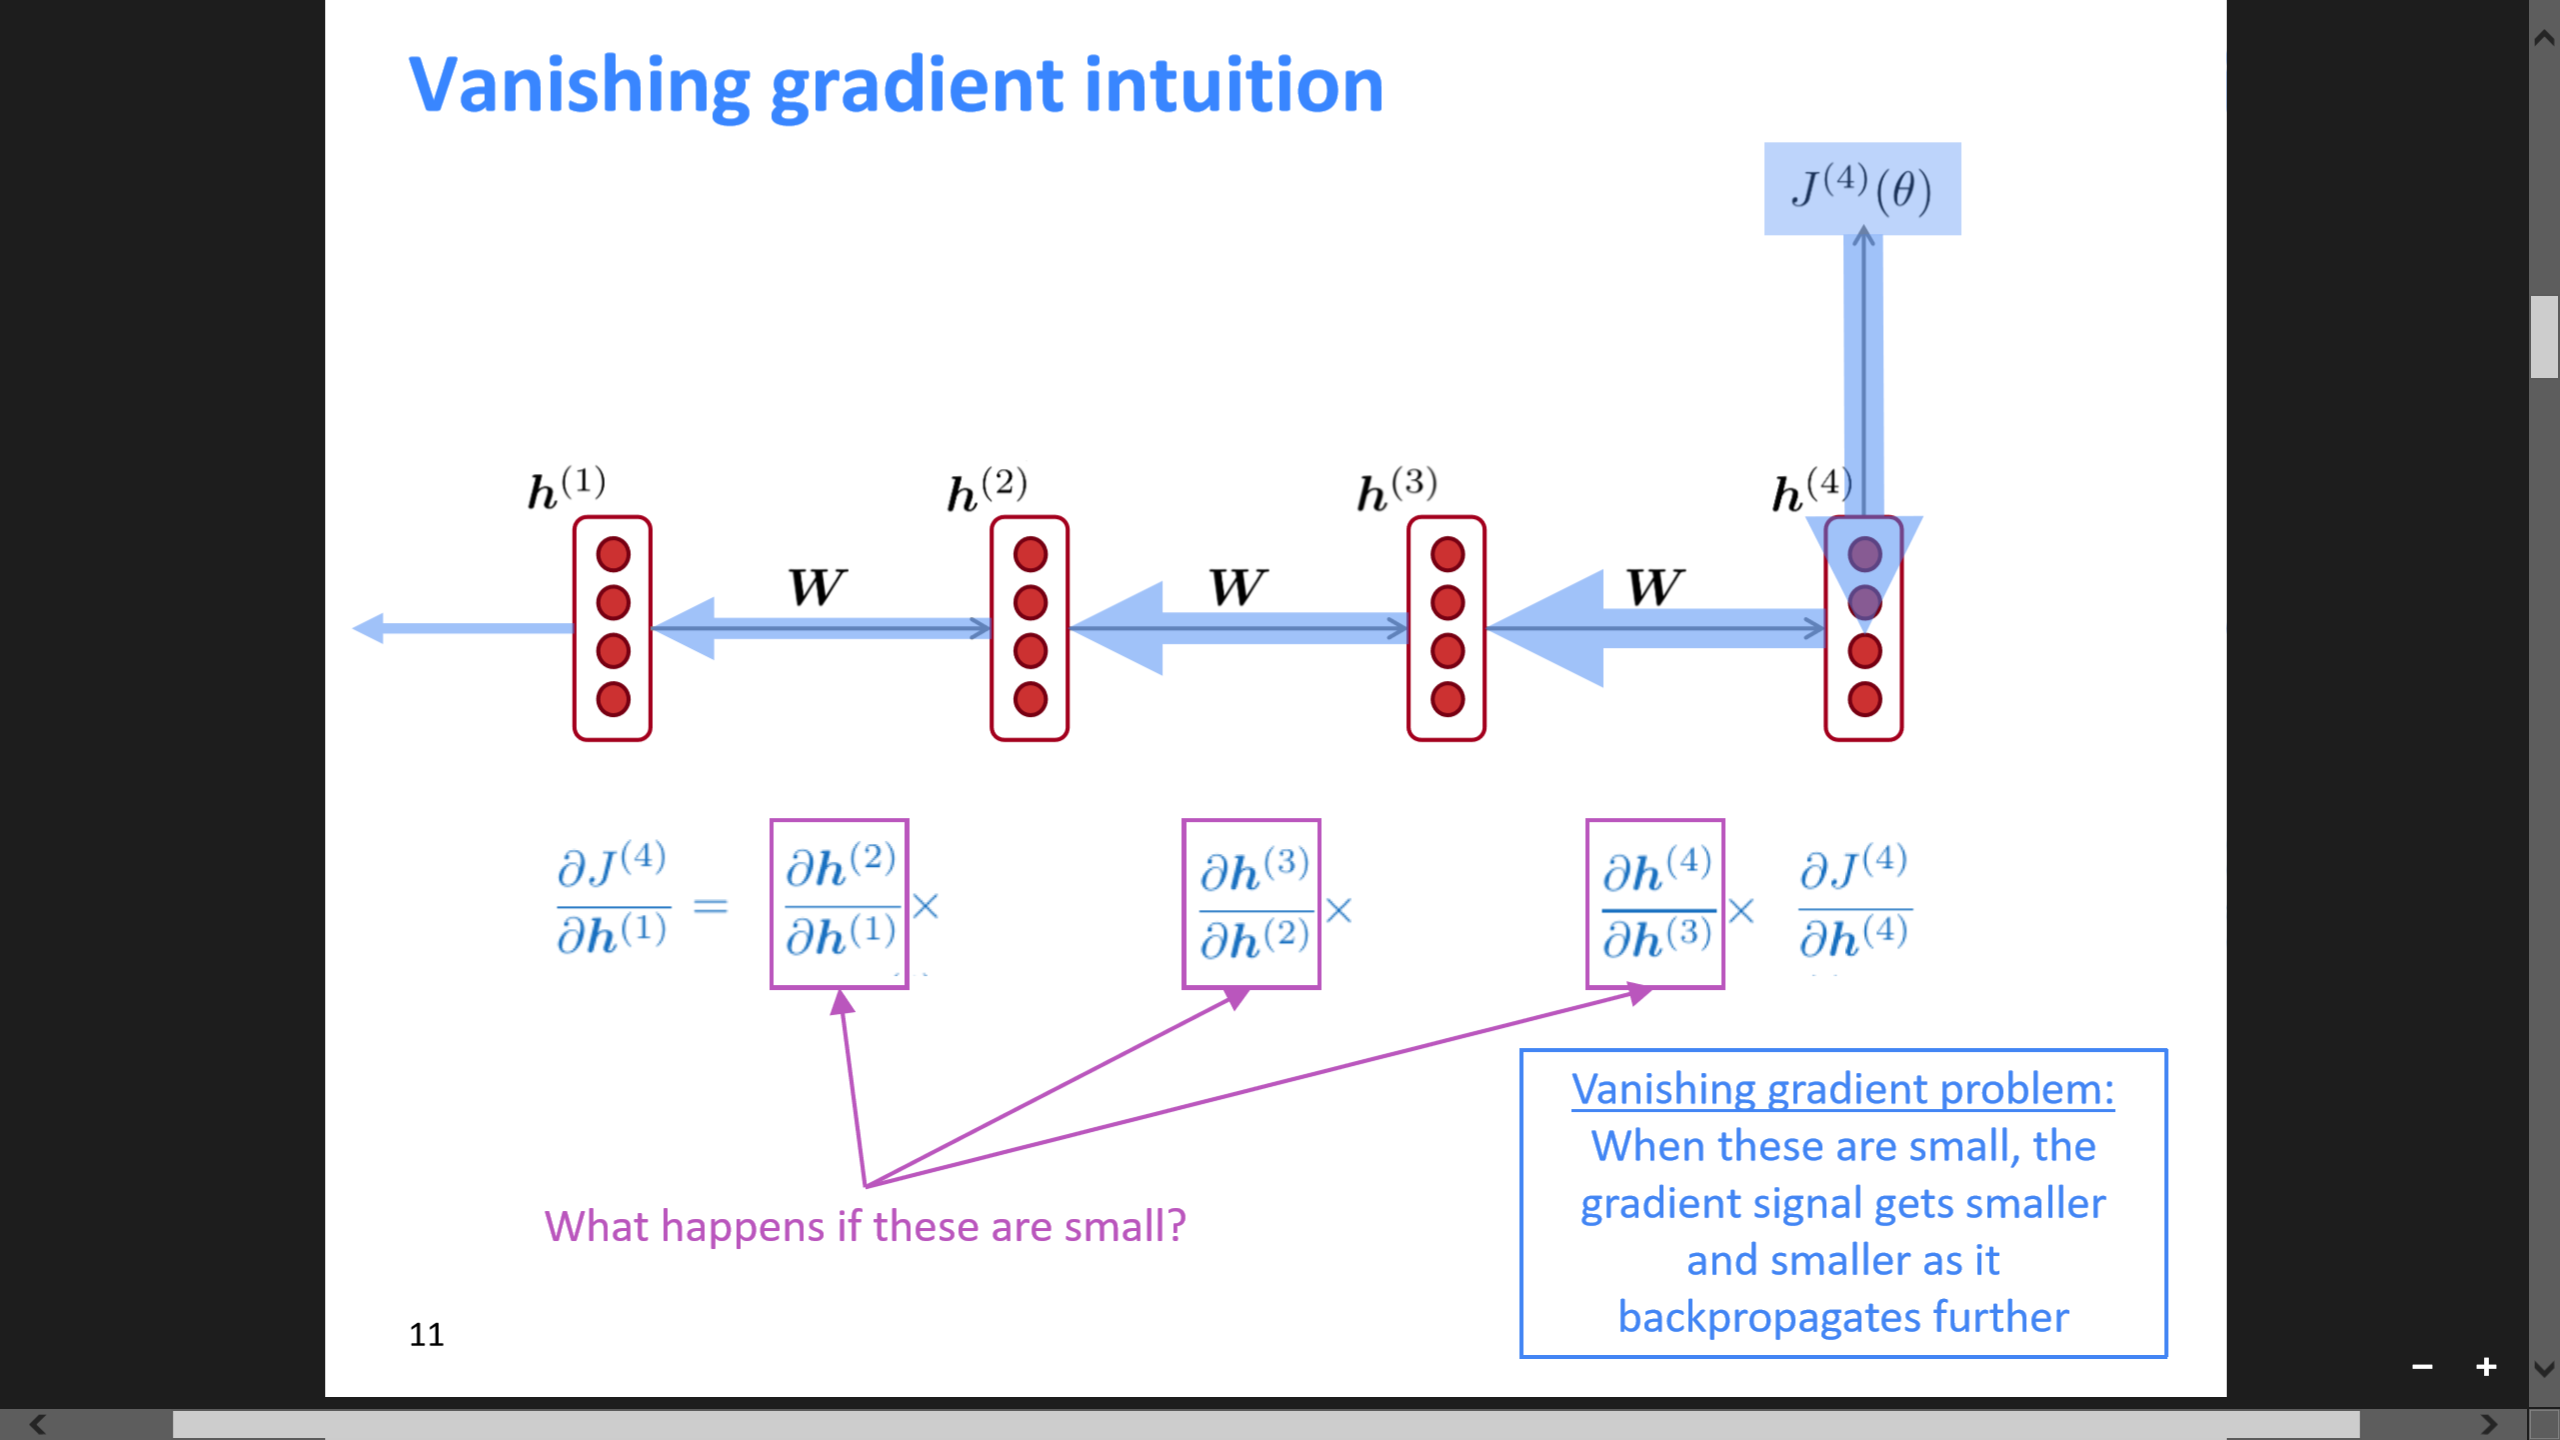 Vanishing gradient intuition
J^(4)(θ)
h^(1) h^(2) h^(3) h^(4)
W W W
∂J^(4)/∂h^(1) = ∂h^(2)/∂h^(1) × ∂h^(3)/∂h^(2) × ∂h^(4)/∂h^(3) × ∂J^(4)/∂h^(4)
What happens if these are small?
Vanishing gradient problem:
When these are small, the
gradient signal gets smaller
and smaller as it
backpropagates further
11